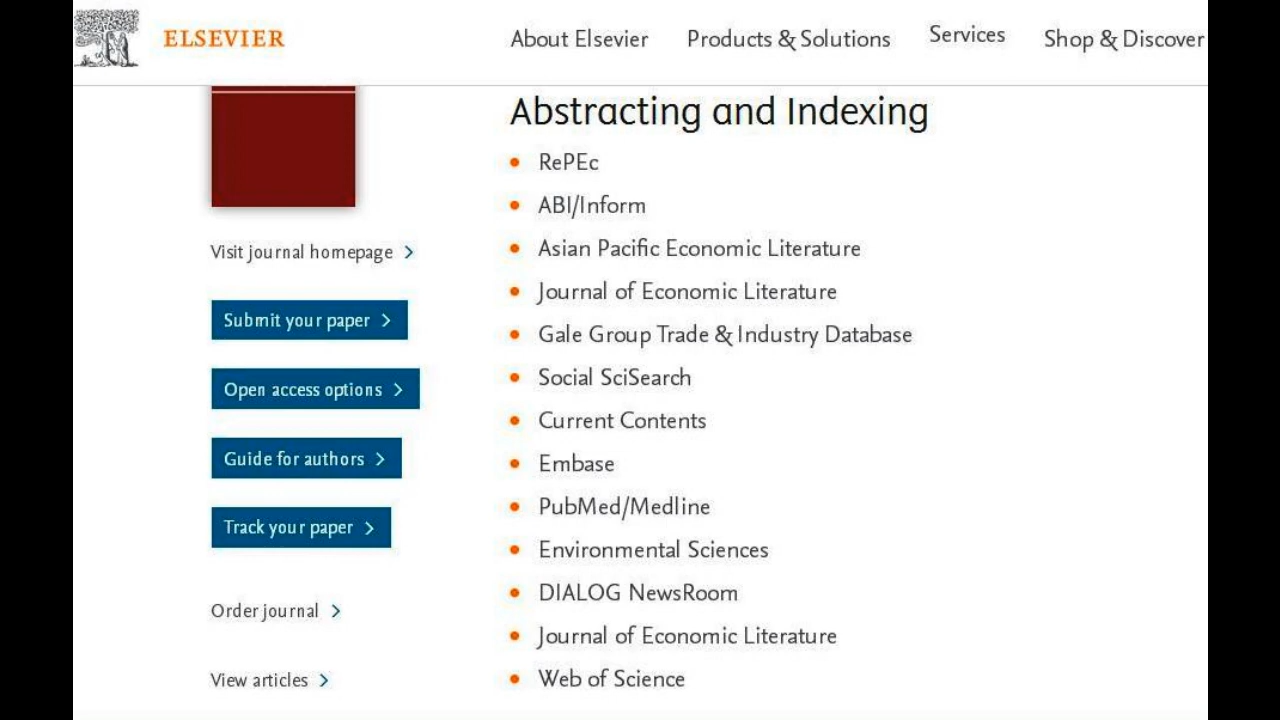 ELSEVIER
About Elsevier
Products & Solutions
Services
Shop & Discover
Visit journal homepage
Submit your paper
Open access options
Guide for authors
Track your paper
Order journal
View articles
Abstracting and Indexing
RePEc
ABI/Inform
Asian Pacific Economic Literature
Journal of Economic Literature
Gale Group Trade & Industry Database
Social SciSearch
Current Contents
Embase
PubMed/Medline
Environmental Sciences
DIALOG NewsRoom
Journal of Economic Literature
Web of Science